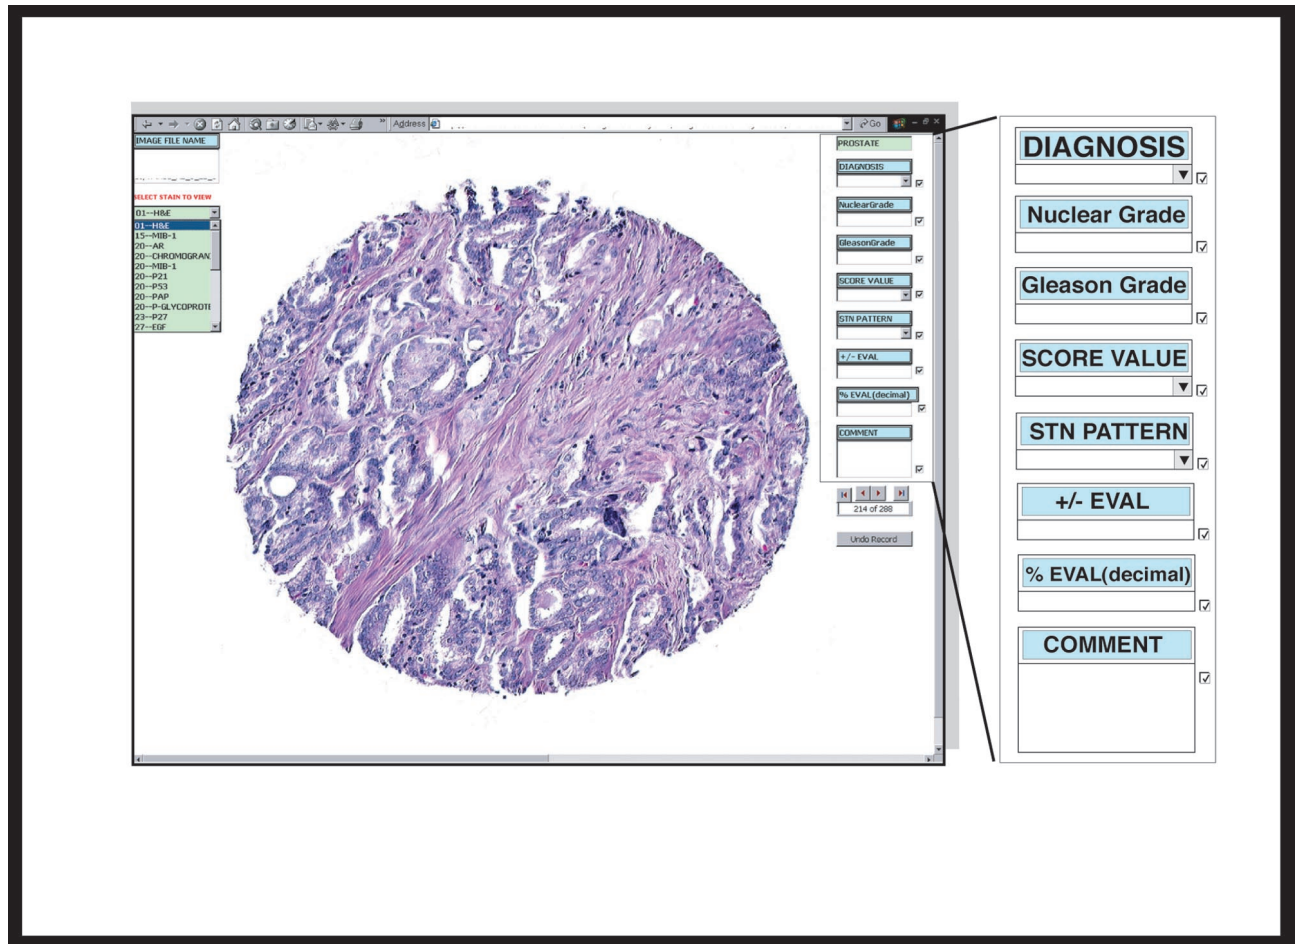 Address
Go
IMAGE FILE NAME
SELECT STAIN TO VIEW
01--H&E
01--H&E
15--MIB-1
20--AR
20--CHROMOGRAN
20--MIB-1
20--P21
20--P53
20--PAP
20--P-GLYCOPROTE
23--P27
27--EGF
PROSTATE
DIAGNOSIS
NuclearGrade
GleasonGrade
SCORE VALUE
STN PATTERN
+/- EVAL
% EVAL(decimal)
COMMENT
214 of 288
Undo Record
DIAGNOSIS
Nuclear Grade
Gleason Grade
SCORE VALUE
STN PATTERN
+/- EVAL
% EVAL(decimal)
COMMENT